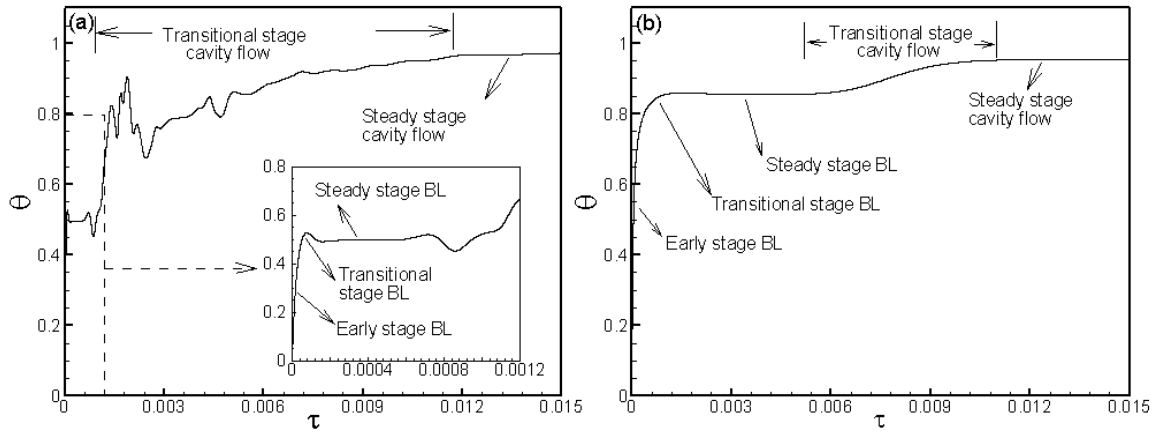 (a)
Transitional stage
cavity flow
1
0.8
0.6
0.4
0.2
0
Θ
Steady stage
cavity flow
0.8
0.6
0.4
0.2
0
Steady stage BL
Transitional
stage BL
Early stage BL
0 0.0004 0.0008 0.0012
0 0.003 0.006 0.009 0.012 0.015
τ
(b)
Transitional stage
cavity flow
1
0.8
0.6
0.4
0.2
0
Θ
Steady stage
cavity flow
Steady stage BL
Transitional stage BL
Early stage BL
0 0.003 0.006 0.009 0.012 0.015
τ